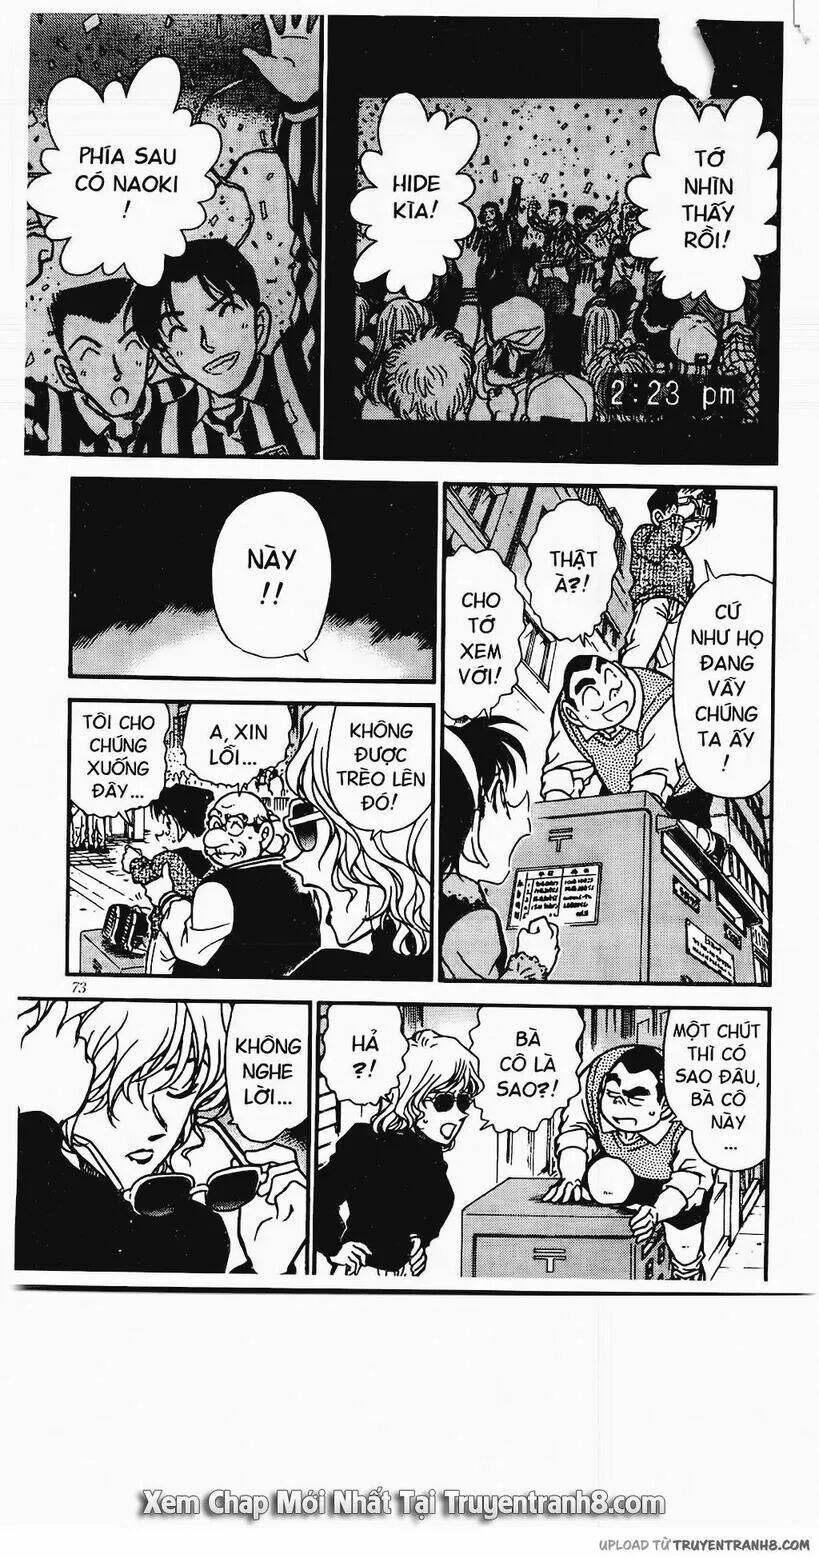 TỚ
NHÌN
THẤY
RỒI!
HIDE
KÌA!
2:23 pm
PHÍA SAU
CÓ NAOKI
!
CỨ
NHƯ HỌ
ĐANG
VẪY
CHÚNG
TA ẤY
!
THẬT
À?!
CHO
TỚ
XEM
VỚI!
NÀY
!!
KHÔNG
ĐƯỢC
TRÈO LÊN
ĐÓ!
A, XIN
LỖI...
TÔI CHO
CHÚNG
XUỐNG
ĐÂY...
73
MỘT CHÚT
THÌ CÓ
SAO ĐÂU,
BÀ CÔ
NÀY
...
BÀ
CÔ LÀ
SAO?!
HẢ
?!
KHÔNG
NGHE
LỜI...
Xem Chap Mới Nhất Tại Truyentranh8.com
UPLOAD TỪ TRUYENTRANH8.COM